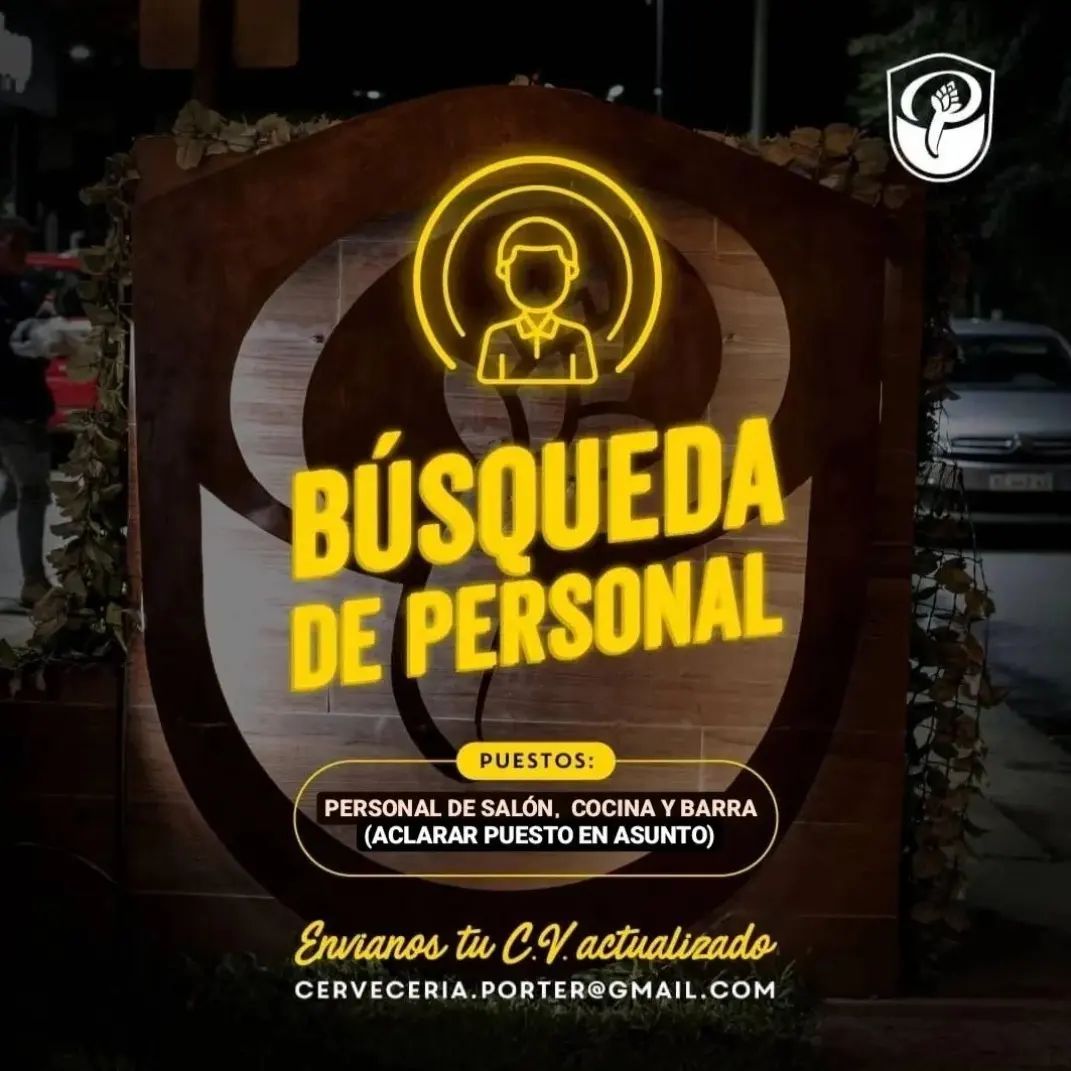 BÚSQUEDA
DE PERSONAL
PUESTOS:
PERSONAL DE SALÓN, COCINA Y BARRA
(ACLARAR PUESTO EN ASUNTO)
Envianos tu C.V. actualizado
CERVECERIA.PORTER@GMAIL.COM